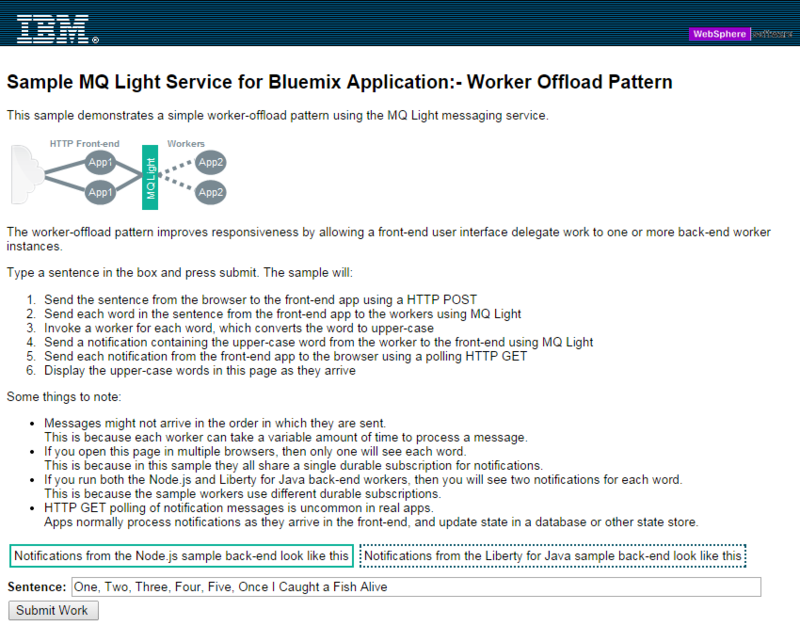 IBM®
WebSphere software
Sample MQ Light Service for Bluemix Application:- Worker Offload Pattern
This sample demonstrates a simple worker-offload pattern using the MQ Light messaging service.
HTTP Front-end
Workers
App1
App2
MQ Light
App1
App2
The worker-offload pattern improves responsiveness by allowing a front-end user interface delegate work to one or more back-end worker
instances.
Type a sentence in the box and press submit. The sample will:
1. Send the sentence from the browser to the front-end app using a HTTP POST
2. Send each word in the sentence from the front-end app to the workers using MQ Light
3. Invoke a worker for each word, which converts the word to upper-case
4. Send a notification containing the upper-case word from the worker to the front-end using MQ Light
5. Send each notification from the front-end app to the browser using a polling HTTP GET
6. Display the upper-case words in this page as they arrive
Some things to note:
• Messages might not arrive in the order in which they are sent.
This is because each worker can take a variable amount of time to process a message.
• If you open this page in multiple browsers, then only one will see each word.
This is because in this sample they all share a single durable subscription for notifications.
• If you run both the Node.js and Liberty for Java back-end workers, then you will see two notifications for each word.
This is because the sample workers use different durable subscriptions.
• HTTP GET polling of notification messages is uncommon in real apps.
Apps normally process notifications as they arrive in the front-end, and update state in a database or other state store.
Notifications from the Node.js sample back-end look like this
Notifications from the Liberty for Java sample back-end look like this
Sentence: One, Two, Three, Four, Five, Once I Caught a Fish Alive
Submit Work